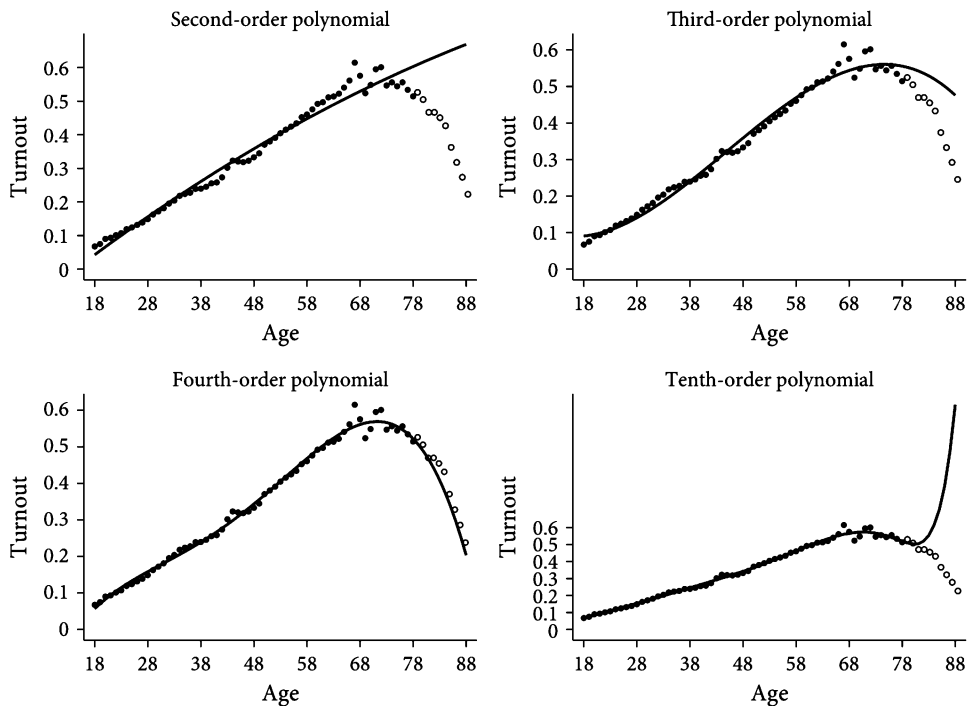 Second-order polynomial
Turnout
0.6
0.5
0.4
0.3
0.2
0.1
0
18 28 38 48 58 68 78 88
Age
Third-order polynomial
Turnout
0.6
0.5
0.4
0.3
0.2
0.1
0
18 28 38 48 58 68 78 88
Age
Fourth-order polynomial
Turnout
0.6
0.5
0.4
0.3
0.2
0.1
0
18 28 38 48 58 68 78 88
Age
Tenth-order polynomial
Turnout
0.6
0.5
0.4
0.3
0.2
0.1
0
18 28 38 48 58 68 78 88
Age